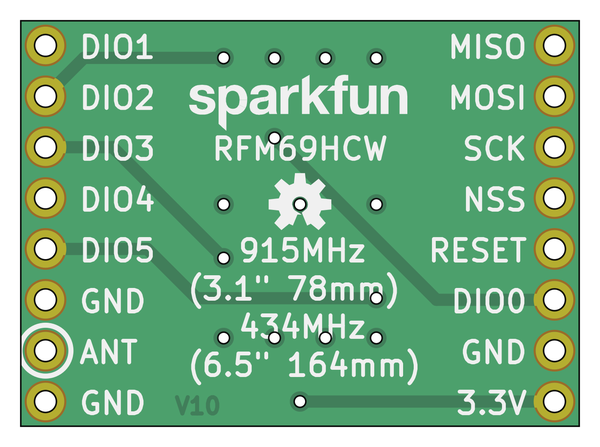 DIO1
DIO2
DIO3
DIO4
DIO5
GND
ANT
GND
sparkfun
RFM69HCW
915MHz
(3.1" 78mm)
434MHz
(6.5" 164mm)
V10
MISO
MOSI
SCK
NSS
RESET
DIO0
GND
3.3V